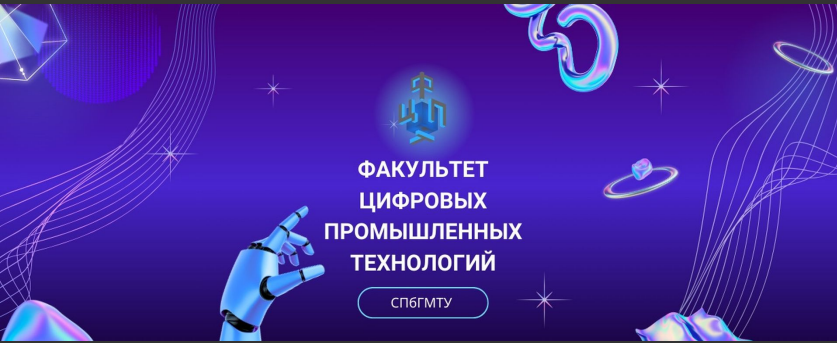 ФАКУЛЬТЕТ
ЦИФРОВЫХ
ПРОМЫШЛЕННЫХ
ТЕХНОЛОГИЙ
СПбГМТУ